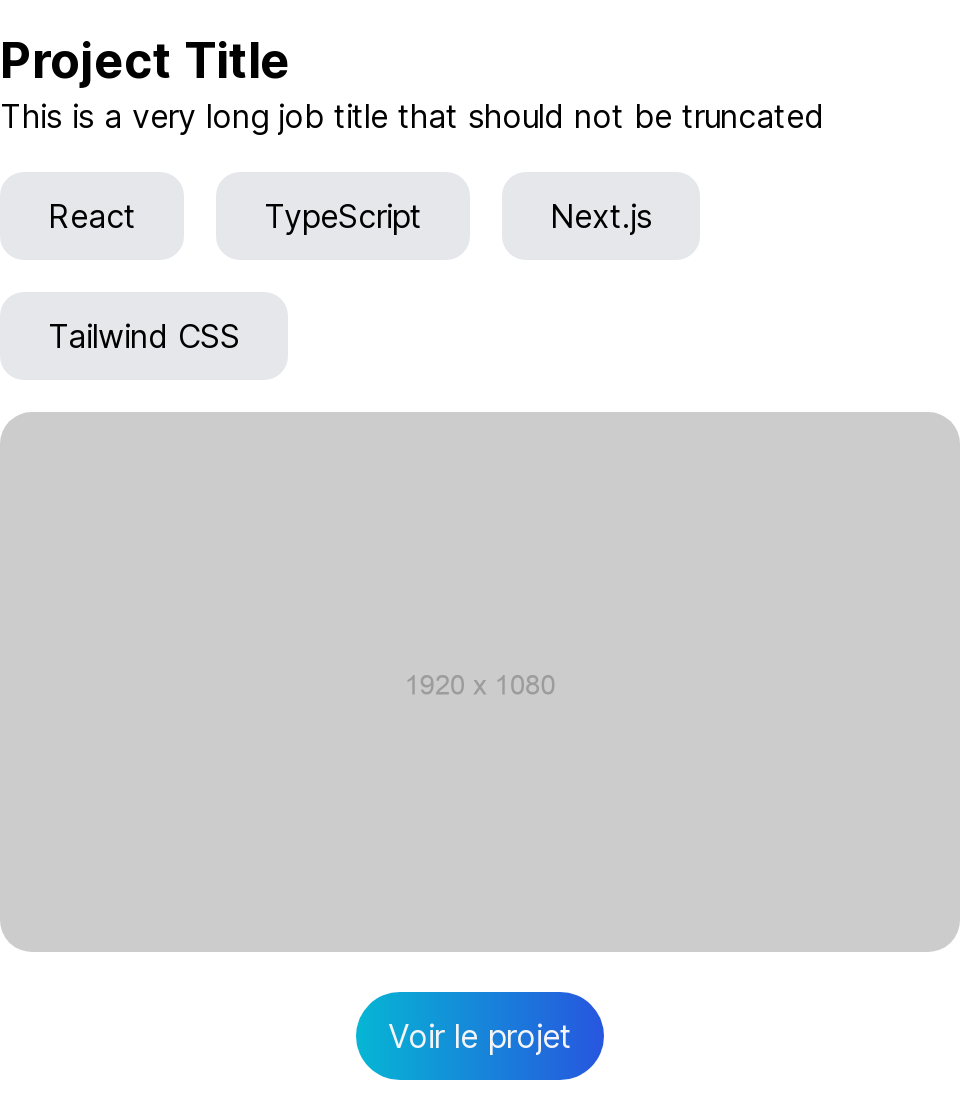 Project Title
This is a very long job title that should not be truncated
React TypeScript Next.js
Tailwind CSS
1920 x 1080
Voir le projet